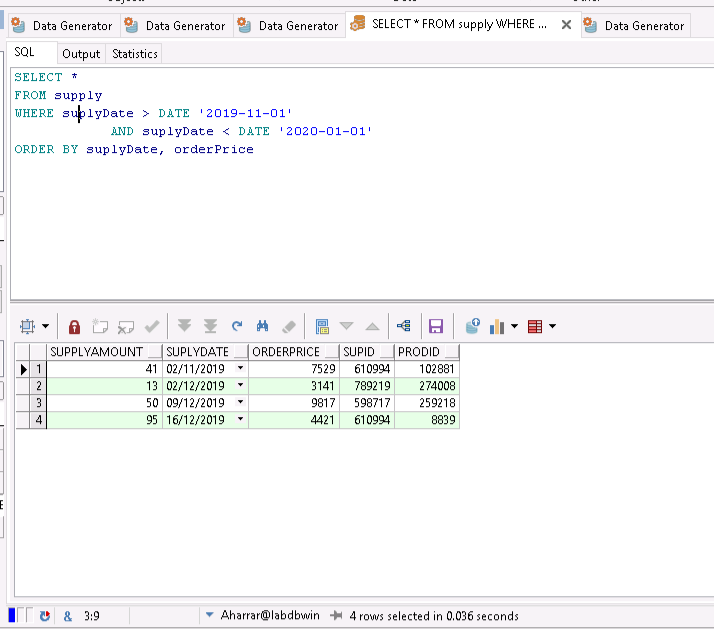 Data Generator Data Generator Data Generator SELECT * FROM supply WHERE ... Data Generator
SQL Output Statistics
SELECT *
FROM supply
WHERE suplyDate > DATE '2019-11-01'
AND suplyDate < DATE '2020-01-01'
ORDER BY suplyDate, orderPrice
SUPPLYAMOUNT SUPLYDATE ORDERPRICE SUPID PRODID
1 41 02/11/2019 7529 610994 102881
2 13 02/12/2019 3141 789219 274008
3 50 09/12/2019 9817 598717 259218
4 95 16/12/2019 4421 610994 8839
& 3:9 Aharrar@labdbwin 4 rows selected in 0.036 seconds